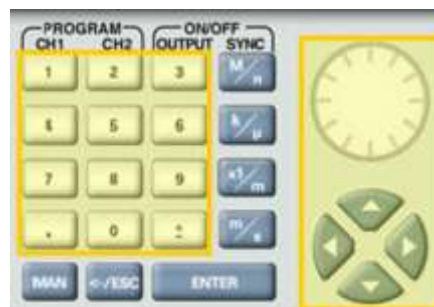 PROGRAM ON/OFF
CH1 CH2 OUTPUT SYNC
1 2 3 M/n
4 5 6 k/µ
7 8 9 x1/m
. 0 ±
MAN <-/ESC ENTER